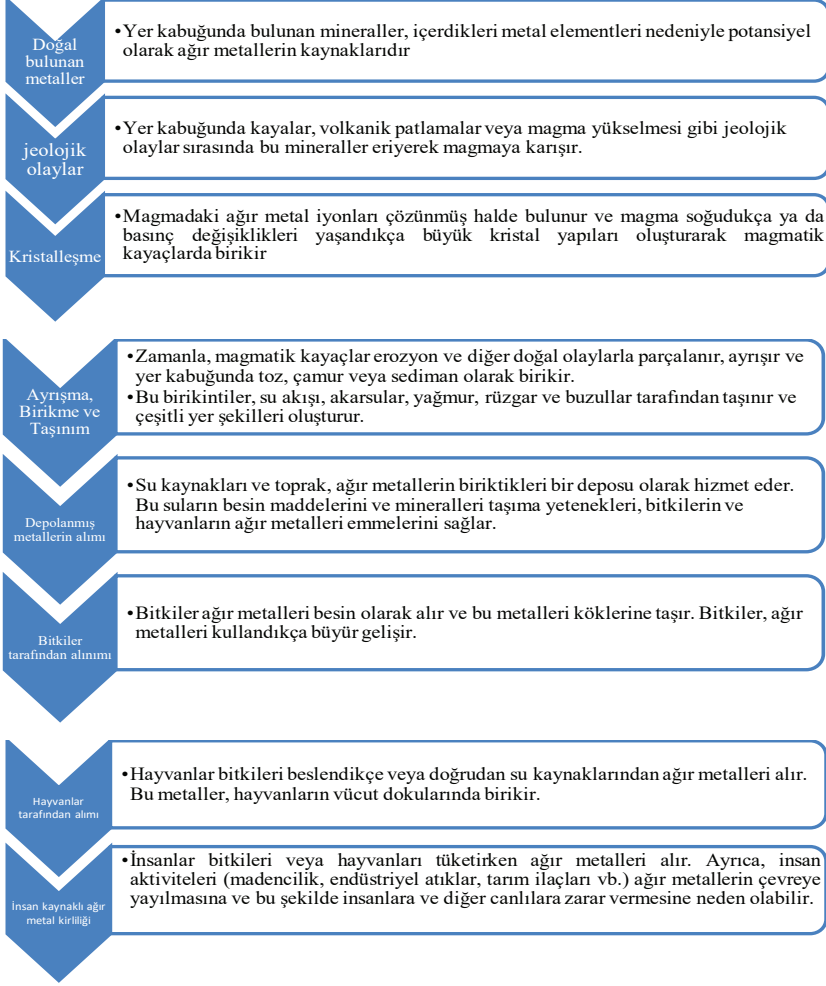 Doğal
bulunan
metaller
•Yer kabuğunda bulunan mineraller, içerdikleri metal elementleri nedeniyle potansiyel
olarak ağır metallerin kaynaklarıdır
jeolojik
olaylar
•Yer kabuğunda kayalar, volkanik patlamalar veya magma yükselmesi gibi jeolojik
olaylar sırasında bu mineraller eriyerek magmaya karışır.
Kristalleşme
•Magmadaki ağır metal iyonları çözünmüş halde bulunur ve magma soğudukça ya da
basınç değişiklikleri yaşandıkça büyük kristal yapıları oluşturarak magmatik
kayaçlarda birikir
Ayrışma,
Birikme ve
Taşınım
•Zamanla, magmatik kayaçlar erozyon ve diğer doğal olaylarla parçalanır, ayrışır ve
yer kabuğunda toz, çamur veya sediman olarak birikir.
•Bu birikintiler, su akışı, akarsular, yağmur, rüzgar ve buzullar tarafından taşınır ve
çeşitli yer şekilleri oluşturur.
Depolanmış
metallerin alımı
•Su kaynakları ve toprak, ağır metallerin biriktikleri bir deposu olarak hizmet eder.
Bu suların besin maddelerini ve mineralleri taşıma yetenekleri, bitkilerin ve
hayvanların ağır metalleri emmelerini sağlar.
Bitkiler
tarafından alınımı
•Bitkiler ağır metalleri besin olarak alır ve bu metalleri köklerine taşır. Bitkiler, ağır
metalleri kullandıkça büyür gelişir.
Hayvanlar
tarafından alımı
•Hayvanlar bitkileri beslendikçe veya doğrudan su kaynaklarından ağır metalleri alır.
Bu metaller, hayvanların vücut dokularında birikir.
İnsan kaynaklı ağır
metal kirliliği
•İnsanlar bitkileri veya hayvanları tüketirken ağır metalleri alır. Ayrıca, insan
aktiviteleri (madencilik, endüstriyel atıklar, tarım ilaçları vb.) ağır metallerin çevreye
yayılmasına ve bu şekilde insanlara ve diğer canlılara zarar vermesine neden olabilir.